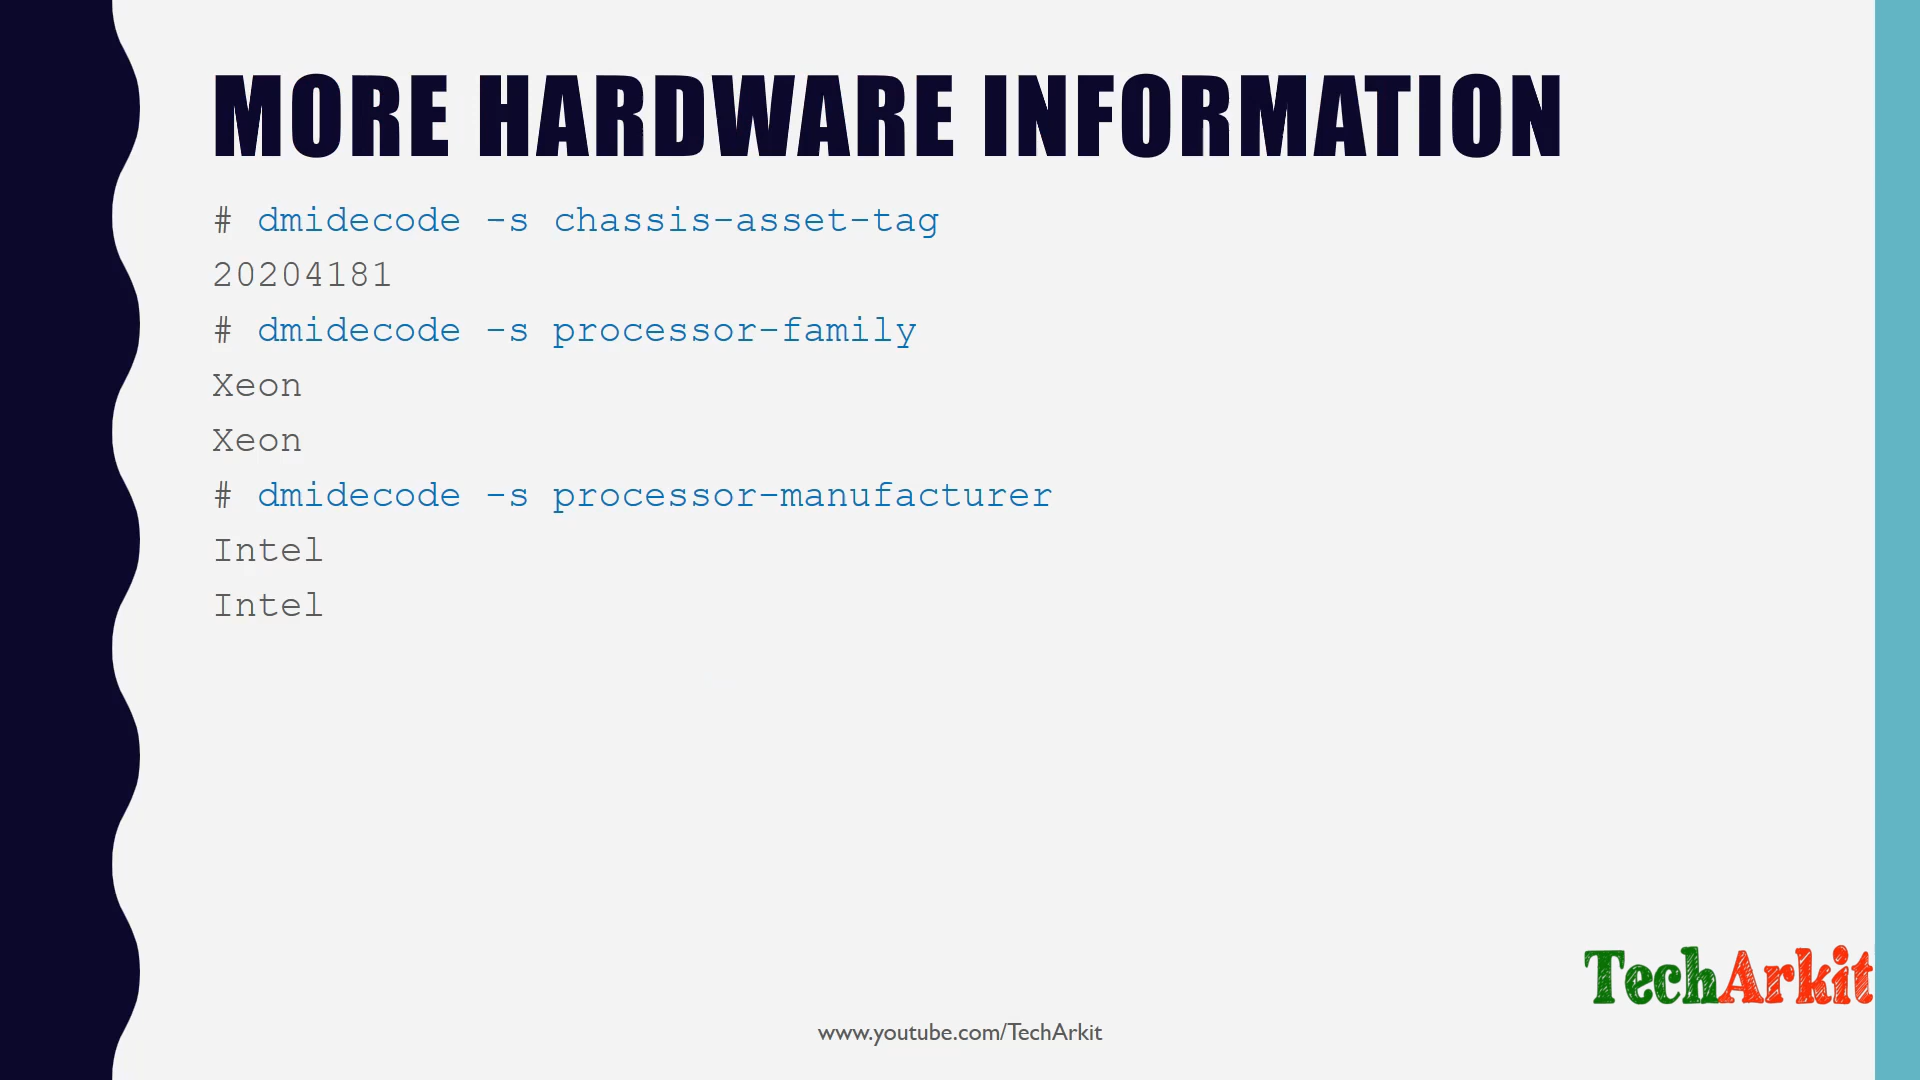 MORE HARDWARE INFORMATION
# dmidecode -s chassis-asset-tag
20204181
# dmidecode -s processor-family
Xeon
Xeon
# dmidecode -s processor-manufacturer
Intel
Intel
TechArkit
www.youtube.com/TechArkit